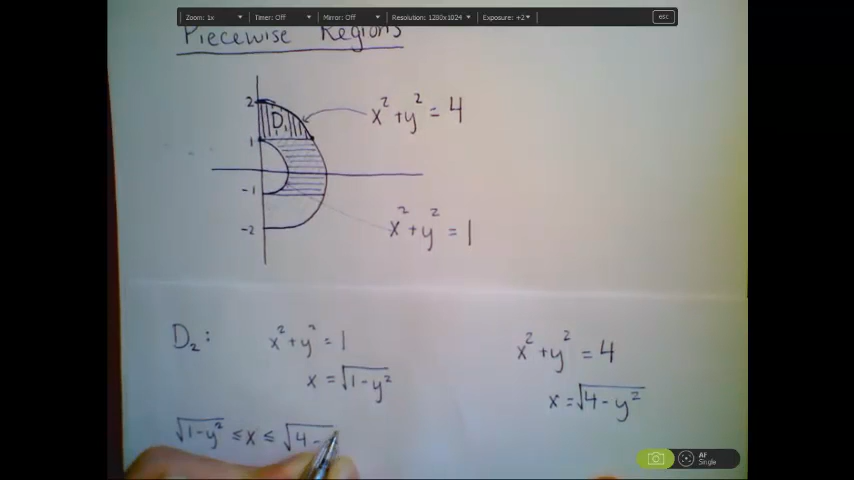 Zoom: 1x Timer: Off Mirror: Off Resolution: 1280x1024 Exposure: +2 esc
Piecewise Regions
2
D₁
x² + y² = 4
1
-1
x² + y² = 1
-2
D₂: x² + y² = 1 x² + y² = 4
x = √1-y² x = √4-y²
√1-y² ≤ x ≤ √4-
AF
Single